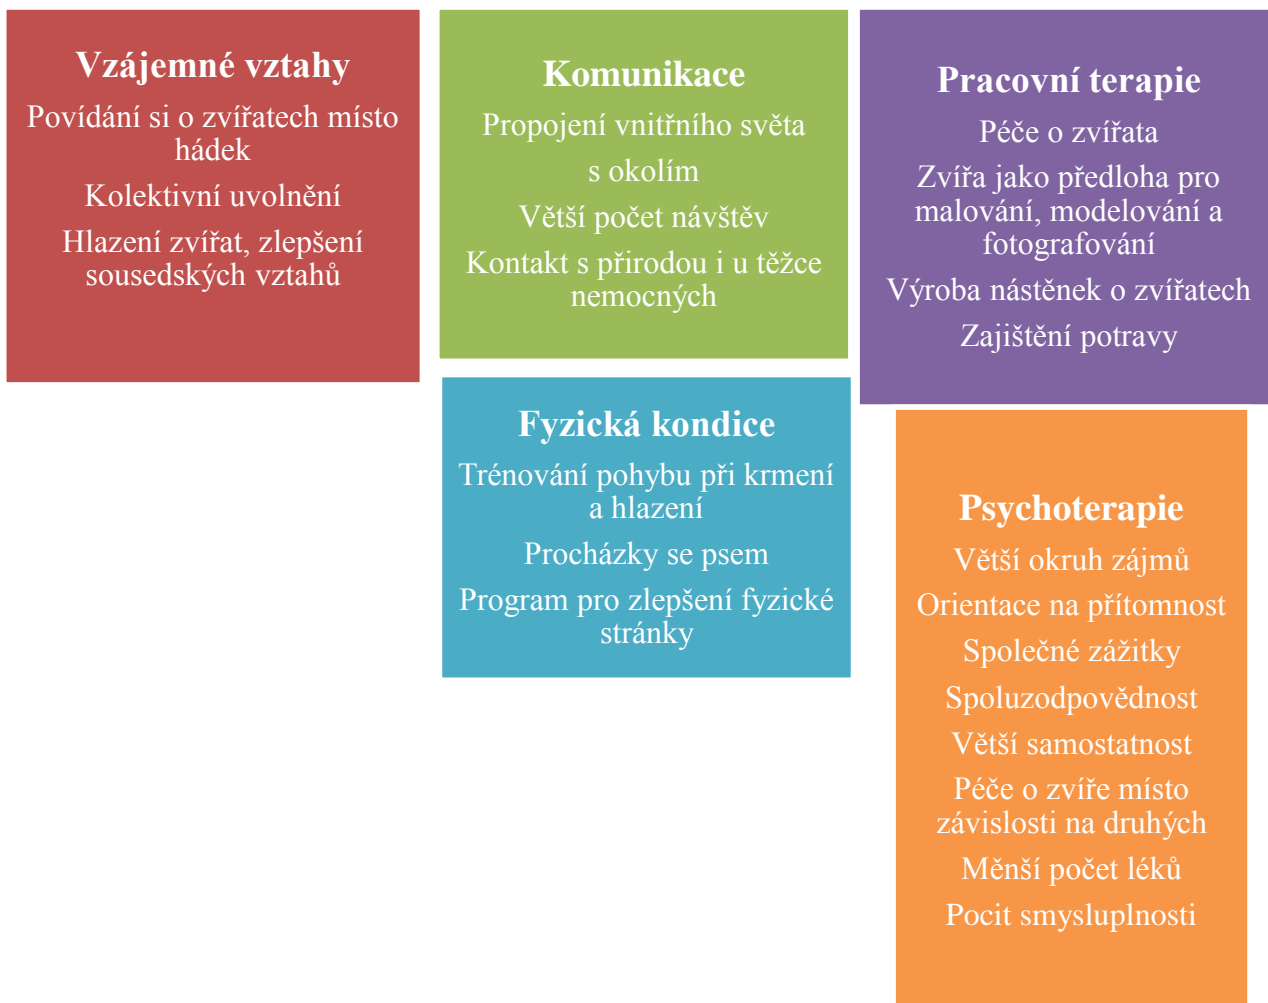 Vzájemné vztahy
Povídání si o zvířatech místo
hádek
Kolektivní uvolnění
Hlazení zvířat, zlepšení
sousedských vztahů
Komunikace
Propojení vnitřního světa
s okolím
Větší počet návštěv
Kontakt s přírodou i u těžce
nemocných
Pracovní terapie
Péče o zvířata
Zvířa jako předloha pro
malování, modelování a
fotografování
Výroba nástěnek o zvířatech
Zajištění potravy
Fyzická kondice
Trénování pohybu při krmení
a hlazení
Procházky se psem
Program pro zlepšení fyzické
stránky
Psychoterapie
Větší okruh zájmů
Orientace na přítomnost
Společné zážitky
Spoluzodpovědnost
Větší samostatnost
Péče o zvíře místo
závislosti na druhých
Měnší počet léků
Pocit smysluplnosti